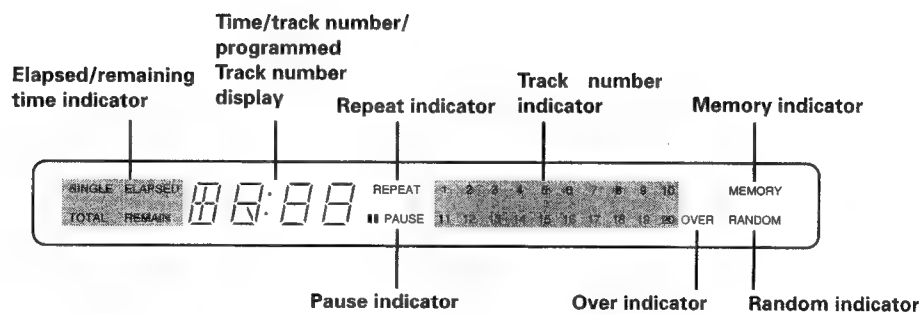 Time/track number/
programmed
Track number
display
Elapsed/remaining
time indicator
Repeat indicator
Track number
indicator
Memory indicator
SINGLE ELAPSED
TOTAL REMAIN
88:88
REPEAT
PAUSE
1 2 3 4 5 6 7 8 9 10
11 12 13 14 15 16 17 18 19 20
OVER
MEMORY
RANDOM
Pause indicator
Over indicator
Random indicator